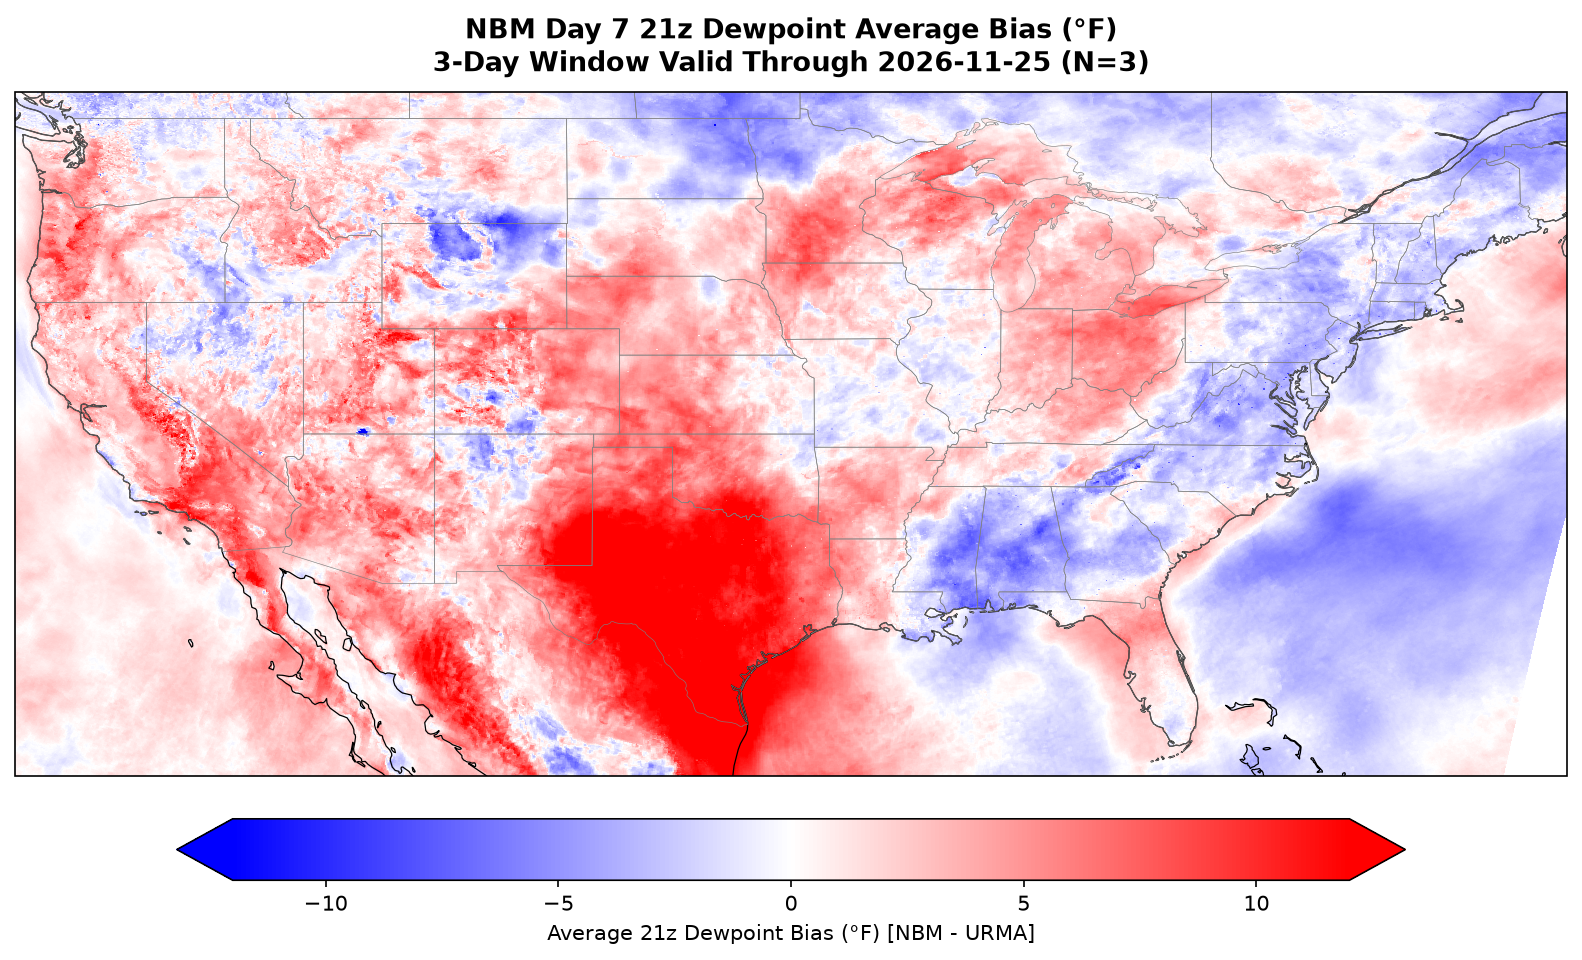 NBM Day 7 21z Dewpoint Average Bias (°F)
3-Day Window Valid Through 2026-11-25 (N=3)
−10 −5 0 5 10
Average 21z Dewpoint Bias (°F) [NBM - URMA]